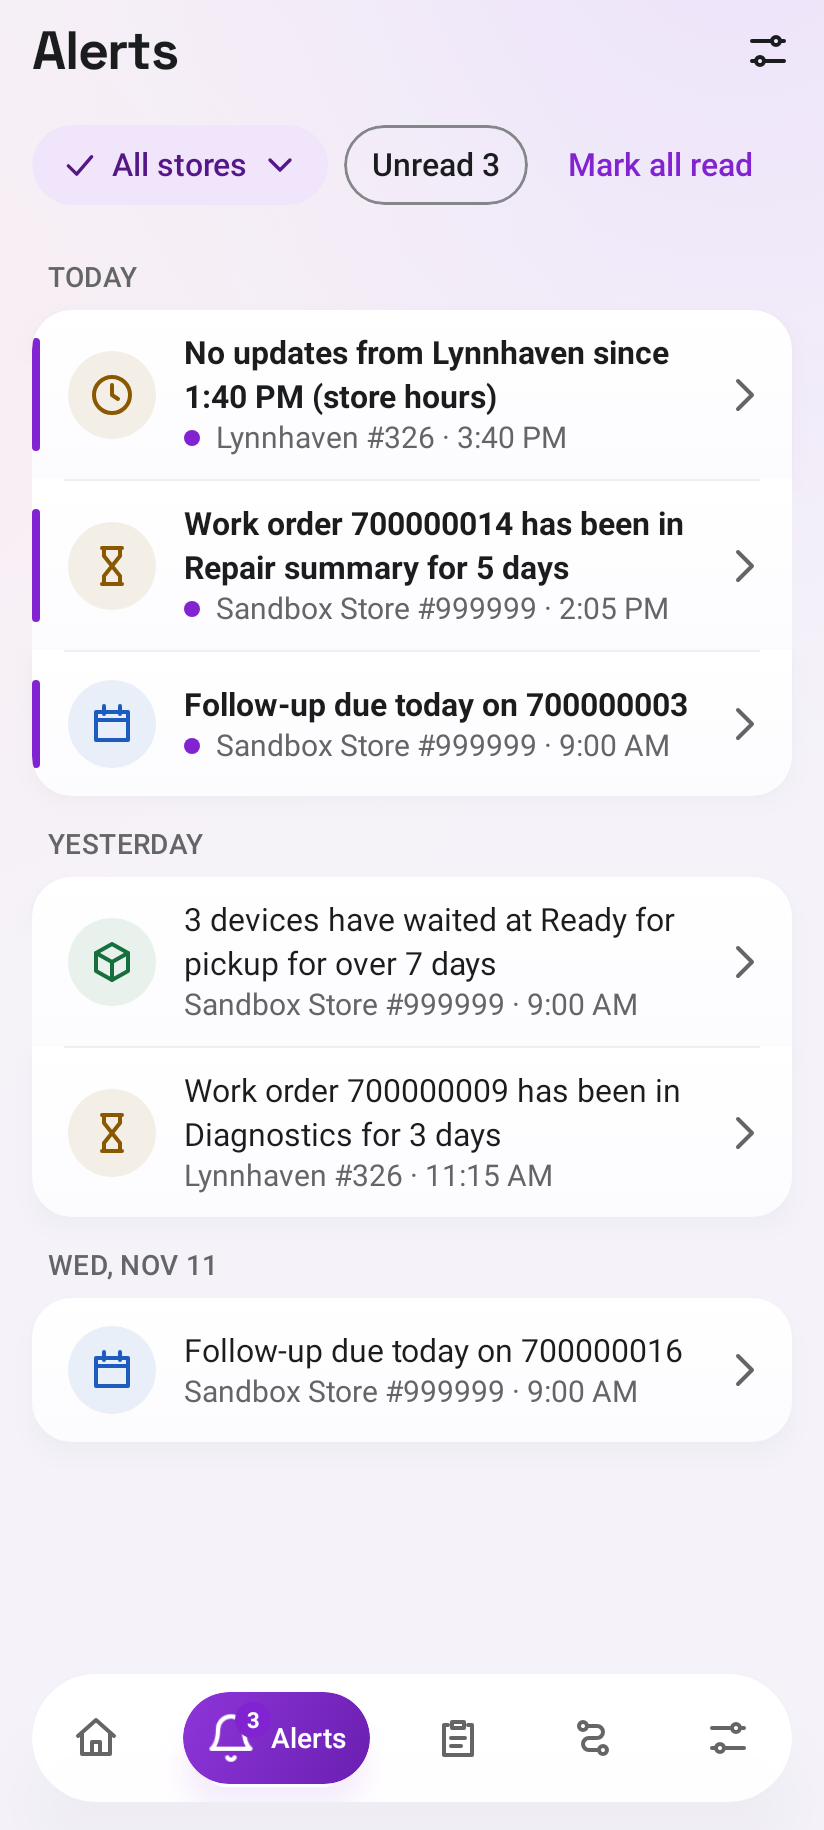 Alerts
All stores
Unread 3
Mark all read
TODAY
No updates from Lynnhaven since
1:40 PM (store hours)
Lynnhaven #326 · 3:40 PM
Work order 700000014 has been in
Repair summary for 5 days
Sandbox Store #999999 · 2:05 PM
Follow-up due today on 700000003
Sandbox Store #999999 · 9:00 AM
YESTERDAY
3 devices have waited at Ready for
pickup for over 7 days
Sandbox Store #999999 · 9:00 AM
Work order 700000009 has been in
Diagnostics for 3 days
Lynnhaven #326 · 11:15 AM
WED, NOV 11
Follow-up due today on 700000016
Sandbox Store #999999 · 9:00 AM
3
Alerts